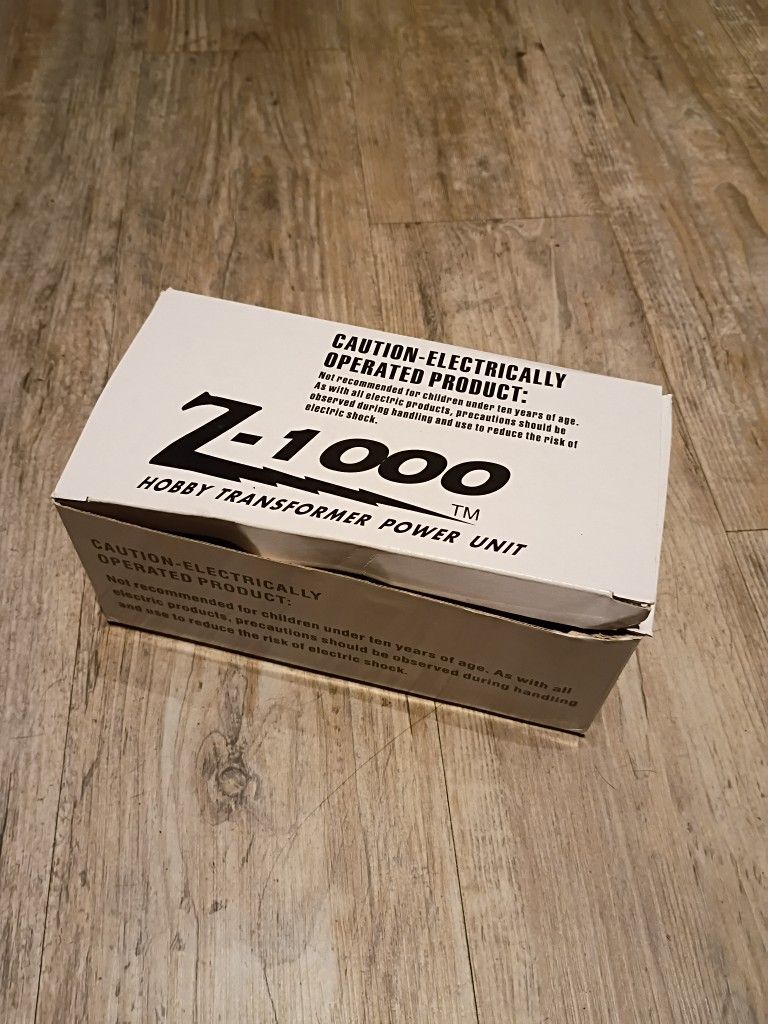 CAUTION-ELECTRICALLY
OPERATED PRODUCT:
Not recommended for children under ten years of age.
As with all electric products, precautions should be
observed during handling and use to reduce the risk of
electric shock.
Z-1000
TM
HOBBY TRANSFORMER POWER UNIT
CAUTION-ELECTRICALLY
OPERATED PRODUCT:
Not recommended for children under ten years of age. As with all
electric products, precautions should be observed during handling
and use to reduce the risk of electric shock.